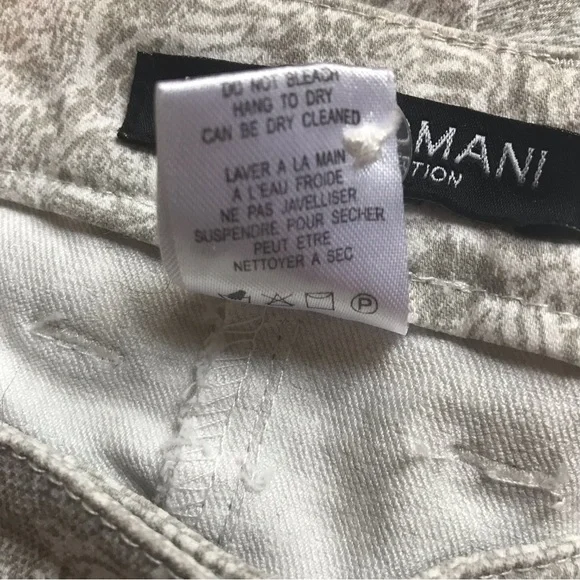 DO NOT BLEACH
HANG TO DRY
CAN BE DRY CLEANED
LAVER A LA MAIN
A L'EAU FROIDE
NE PAS JAVELLISER
SUSPENDRE POUR SECHER
PEUT ETRE
NETTOYER A SEC
P
MANI
TION